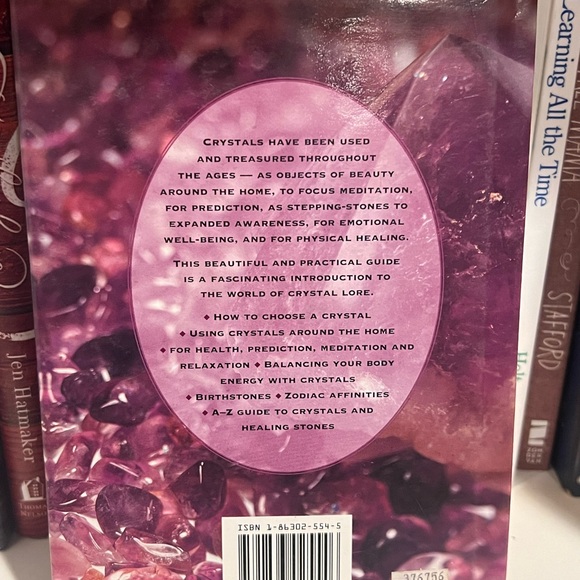 CRYSTALS HAVE BEEN USED
AND TREASURED THROUGHOUT
THE AGES — AS OBJECTS OF BEAUTY
AROUND THE HOME, TO FOCUS MEDITATION,
FOR PREDICTION, AS STEPPING-STONES TO
EXPANDED AWARENESS, FOR EMOTIONAL
WELL-BEING, AND FOR PHYSICAL HEALING.
THIS BEAUTIFUL AND PRACTICAL GUIDE
IS A FASCINATING INTRODUCTION TO
THE WORLD OF CRYSTAL LORE.
◆ HOW TO CHOOSE A CRYSTAL
◆ USING CRYSTALS AROUND THE HOME
◆ FOR HEALTH, PREDICTION, MEDITATION AND
RELAXATION ◆ BALANCING YOUR BODY
ENERGY WITH CRYSTALS
◆ BIRTHSTONES ◆ ZODIAC AFFINITIES
◆ A–Z GUIDE TO CRYSTALS AND
HEALING STONES
ISBN 1-86302-554-5
376756
Jen Hatmaker
Learning All the Time
STAFFORD